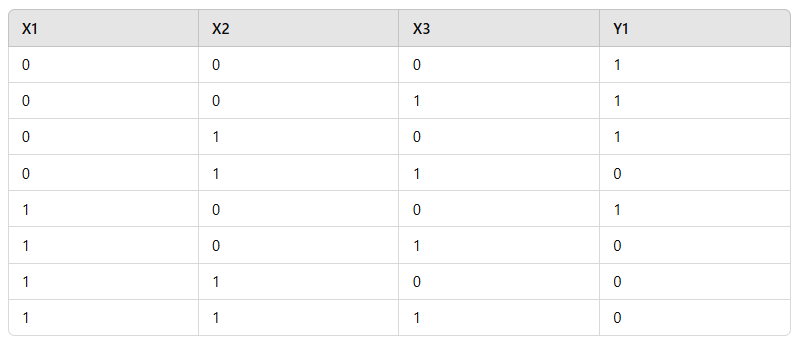 X1 X2 X3 Y1
0 0 0 1
0 0 1 1
0 1 0 1
0 1 1 0
1 0 0 1
1 0 1 0
1 1 0 0
1 1 1 0